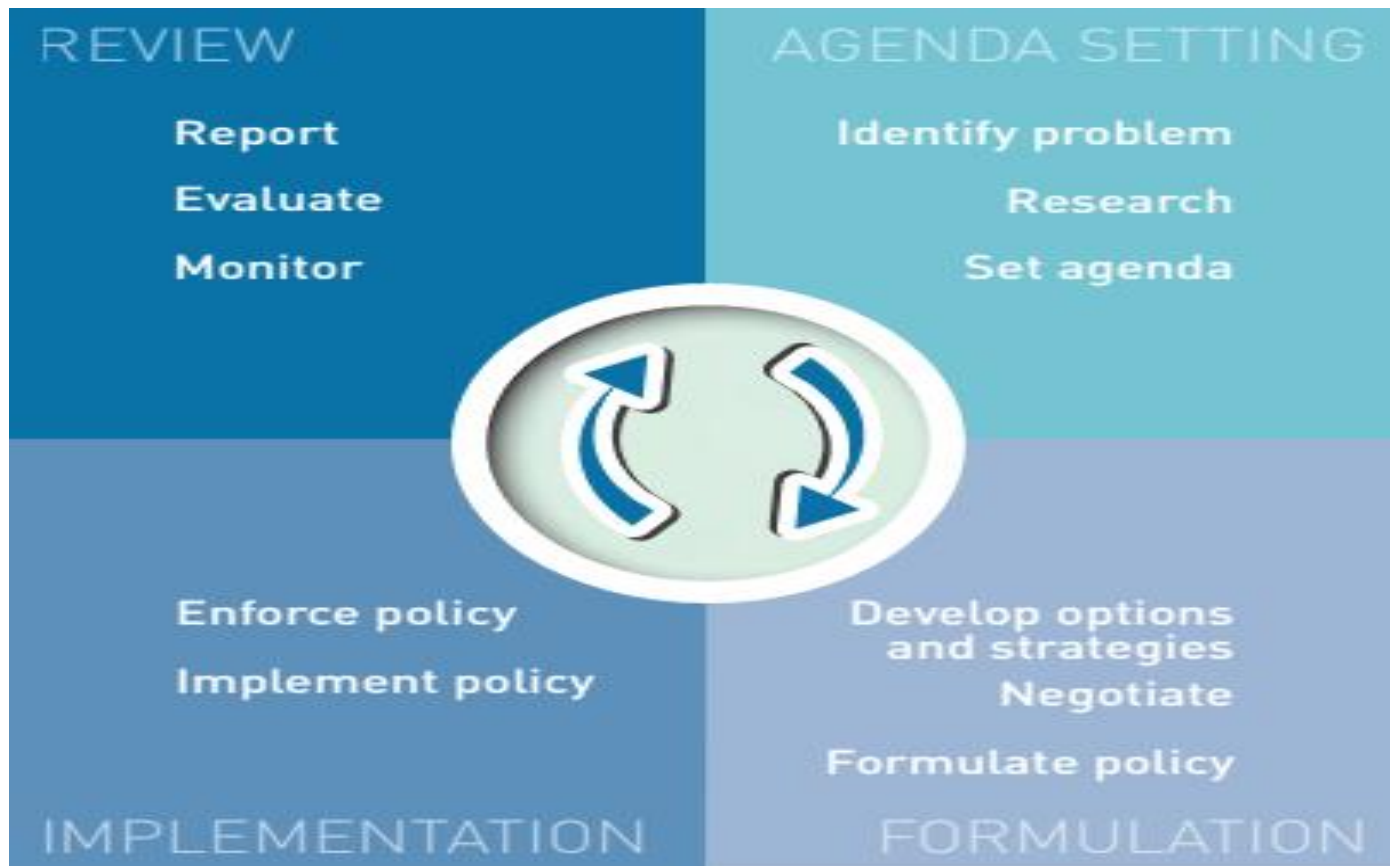 REVIEW
Report
Evaluate
Monitor
AGENDA SETTING
Identify problem
Research
Set agenda
Enforce policy
Implement policy
IMPLEMENTATION
Develop options
and strategies
Negotiate
Formulate policy
FORMULATION